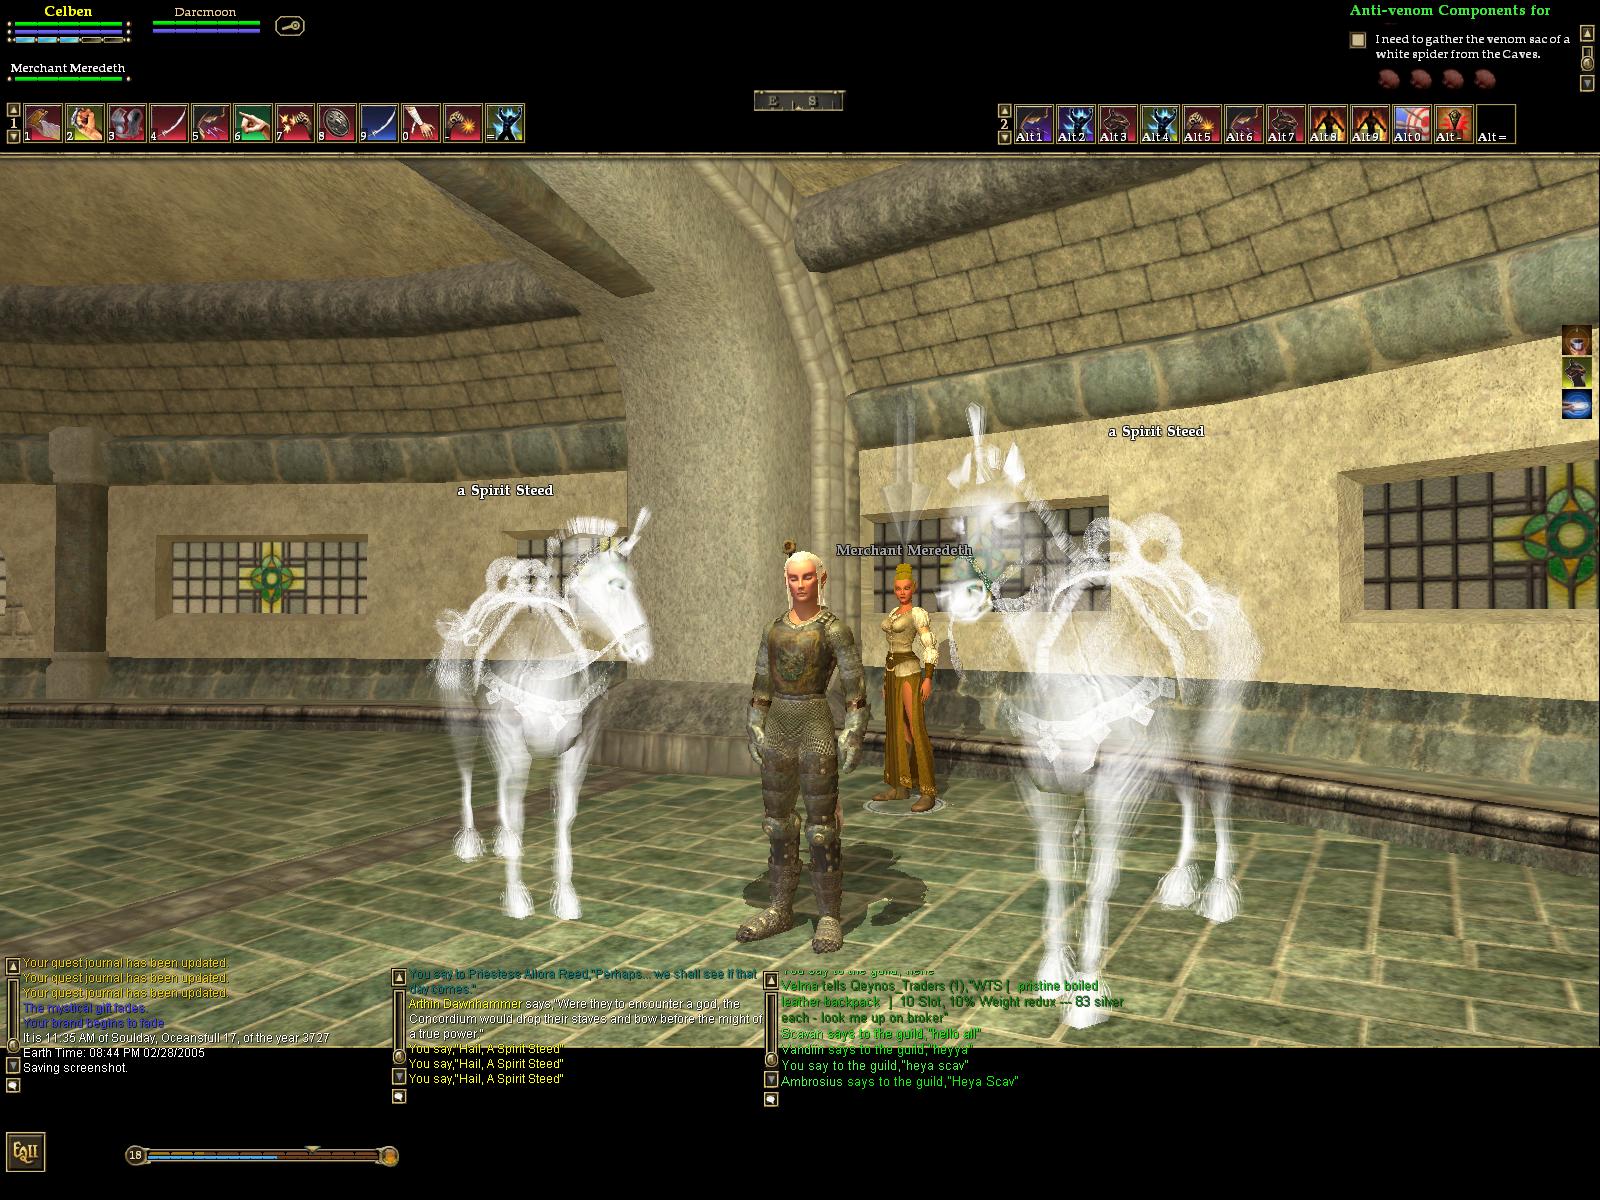 Celben
Darcmoon
Merchant Meredeth
1
1 2 3 4 5 6 7 8 9 0 - =
E S
2
Alt1 Alt2 Alt3 Alt4 Alt5 Alt6 Alt7 Alt8 Alt9 Alt0 Alt- Alt=
Anti-venom Components for
I need to gather the venom sac of a
white spider from the Caves.
a Spirit Steed
a Spirit Steed
Merchant Meredeth
Your quest journal has been updated.
Your quest journal has been updated.
Your quest journal has been updated.
The mystical gift fades.
Your brand begins to fade
It is 11:35 AM of Soulday, Oceansfull 17, of the year 3727
Earth Time: 08:44 PM 02/28/2005
Saving screenshot.
You say to Priestess Allora Reed,"Perhaps... we shall see if that
day comes."
Arthin Dawnhammer says,"Were they to encounter a god, the
Concordium would drop their staves and bow before the might of
a true power."
You say,"Hail, A Spirit Steed"
You say,"Hail, A Spirit Steed"
You say,"Hail, A Spirit Steed"
You say to the guild,"hehe"
Velma tells Qeynos_Traders (1),"WTS [ pristine boiled
leather backpack ] 10 Slot, 10% Weight redux --- 83 silver
each - look me up on broker"
Scavan says to the guild,"hello all"
Vandiin says to the guild,"heyya"
You say to the guild,"heya scav"
Ambrosius says to the guild,"Heya Scav"
EQII
18